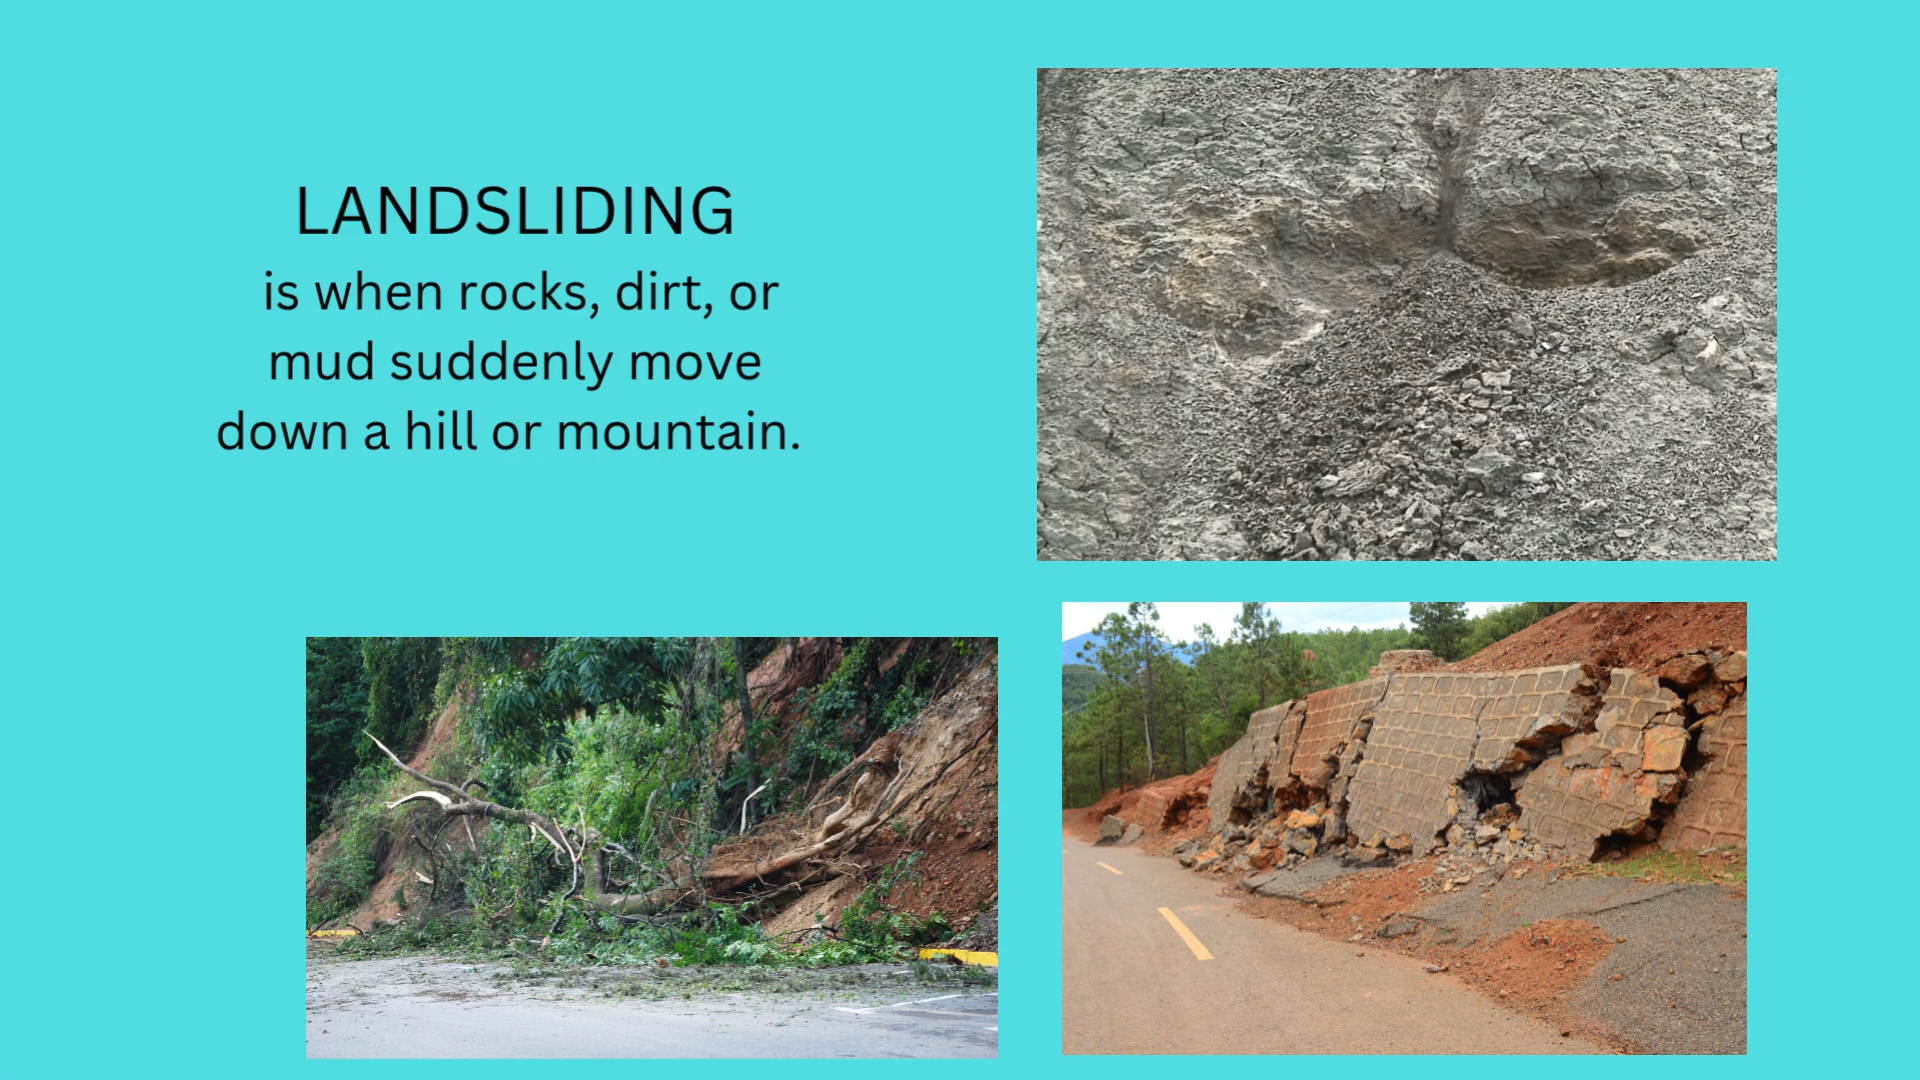 LANDSLIDING
is when rocks, dirt, or
mud suddenly move
down a hill or mountain.